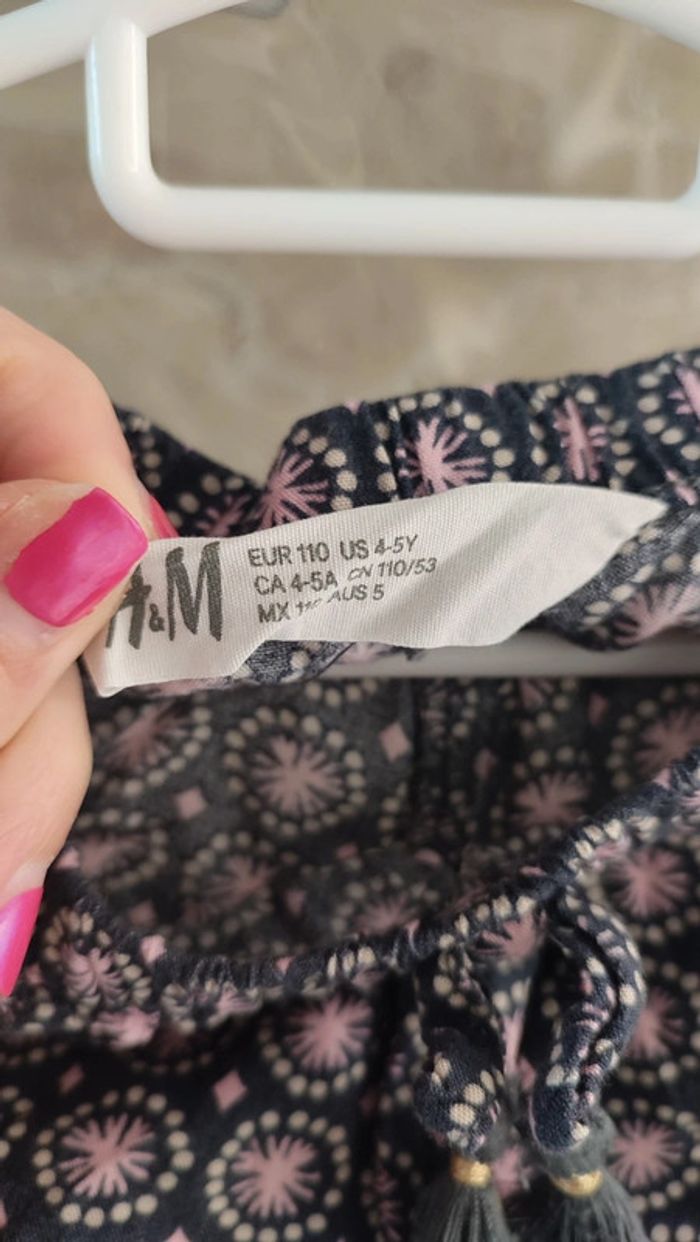 H&M
EUR 110 US 4-5Y
CA 4-5A CN 110/53
MX AUS 5